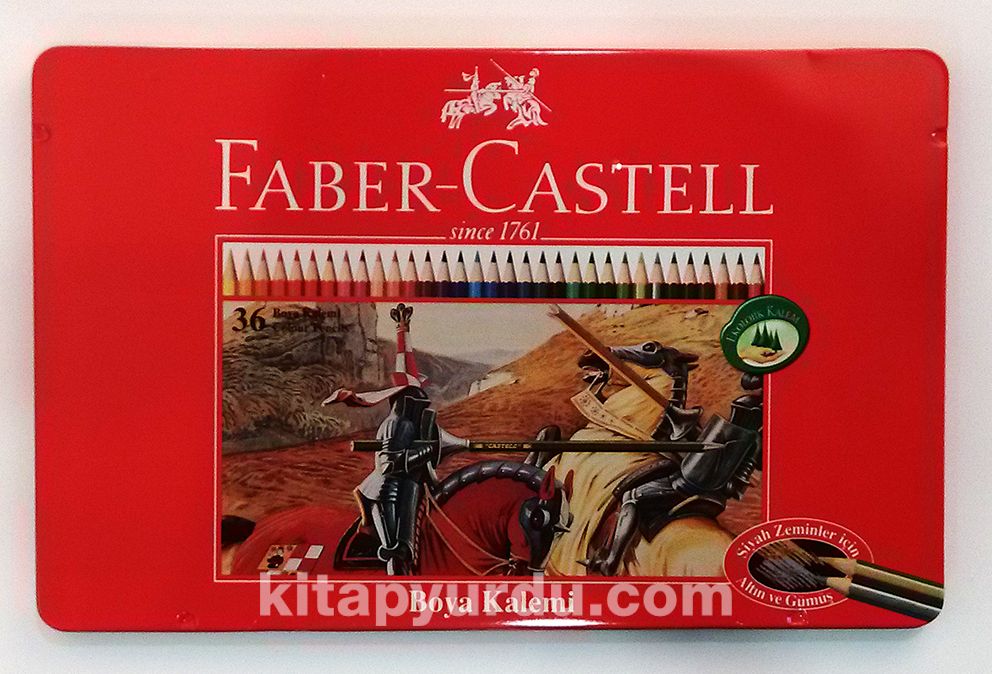 FABER-CASTELL
since 1761
36 Boya Kalemi
Colour Pencils
EKOLOJİK KALEM
"CASTELL"
Siyah Zeminler için
Altın ve Gümüş
Boya Kalemi
kitapyurdu.com